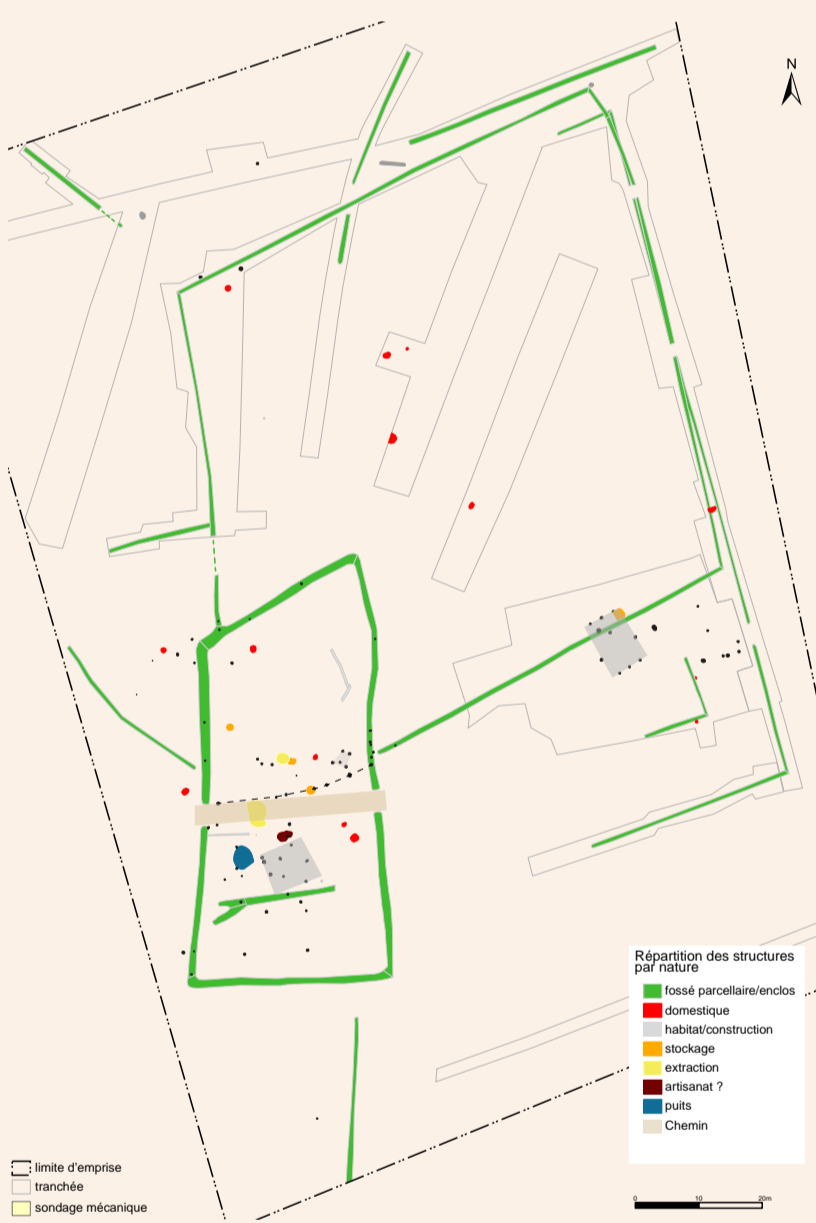 N
Répartition des structures
par nature
fossé parcellaire/enclos
domestique
habitat/construction
stockage
extraction
artisanat ?
puits
Chemin
limite d'emprise
tranchée
sondage mécanique
0 10 20m